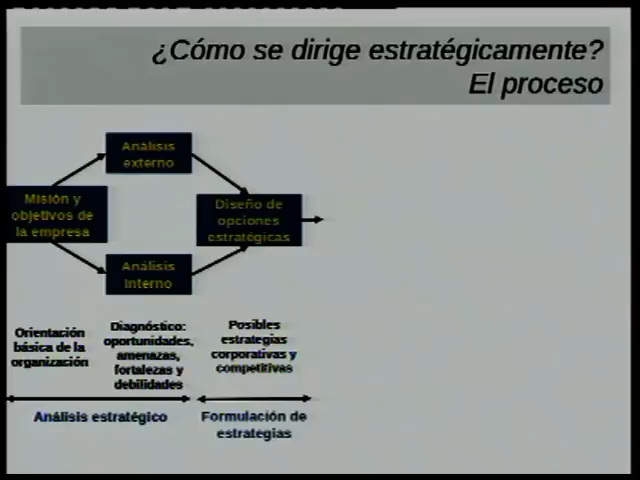 ¿Cómo se dirige estratégicamente?
El proceso
Análisis
externo
Misión y
objetivos de
la empresa
Diseño de
opciones
estratégicas
Análisis
Interno
Orientación
básica de la
organización
Diagnóstico:
oportunidades,
amenazas,
fortalezas y
debilidades
Posibles
estrategias
corporativas y
competitivas
Análisis estratégico
Formulación de
estrategias